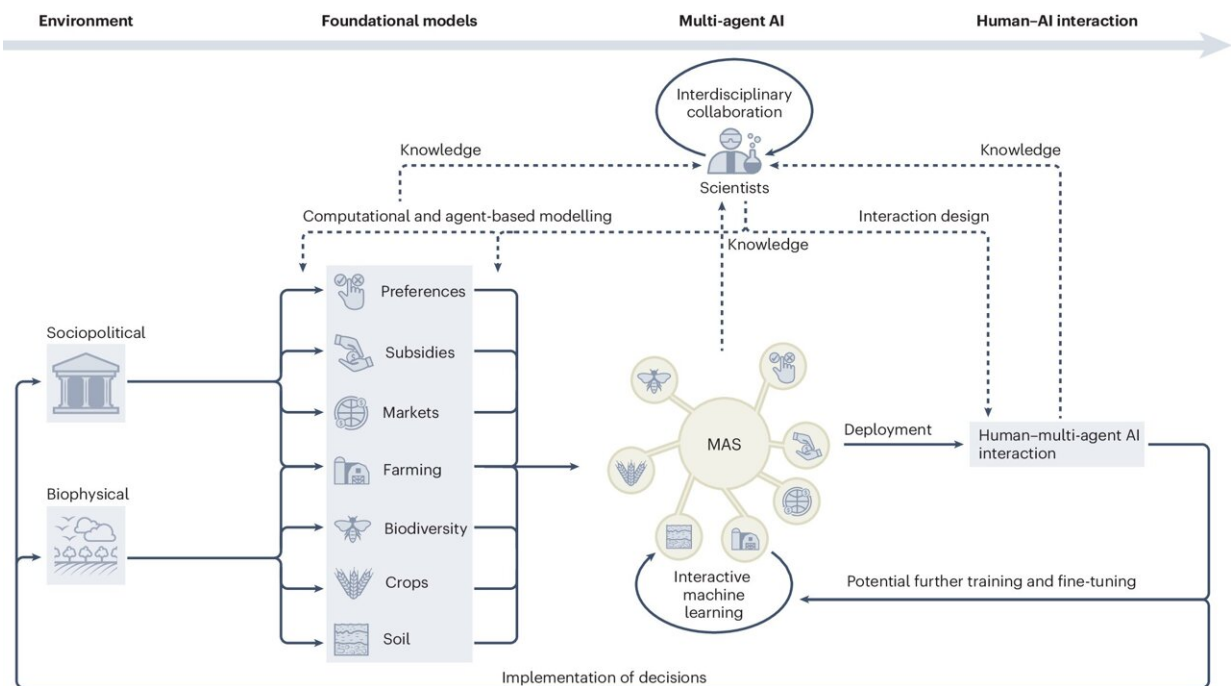 Environment
Foundational models
Multi-agent AI
Human–AI interaction
Interdisciplinary
collaboration
Knowledge
Knowledge
Scientists
Computational and agent-based modelling
Interaction design
Knowledge
Preferences
Sociopolitical
Subsidies
Markets
Deployment
MAS
Human–multi-agent AI
interaction
Farming
Biophysical
Biodiversity
Crops
Interactive
machine
learning
Potential further training and fine-tuning
Soil
Implementation of decisions